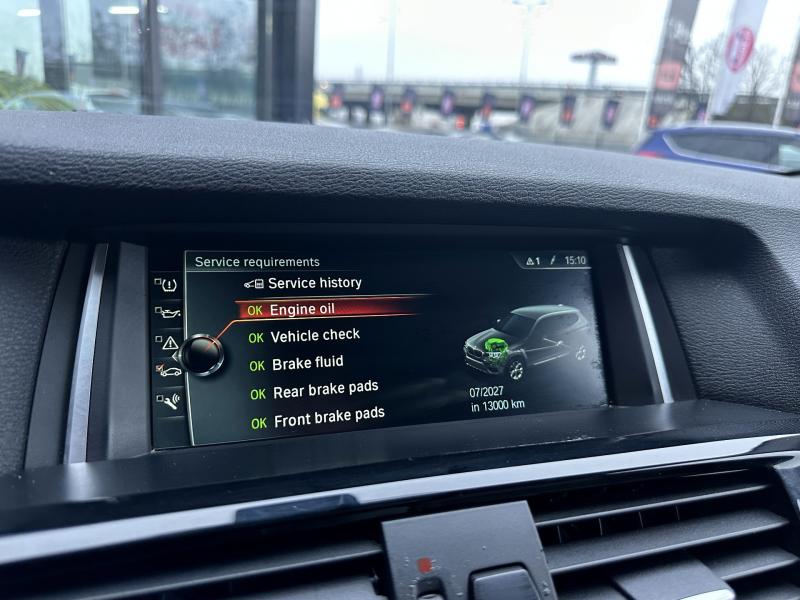 Service requirements
1 15:10
Service history
OK Engine oil
OK Vehicle check
OK Brake fluid
OK Rear brake pads
OK Front brake pads
07/2027
in 13000 km